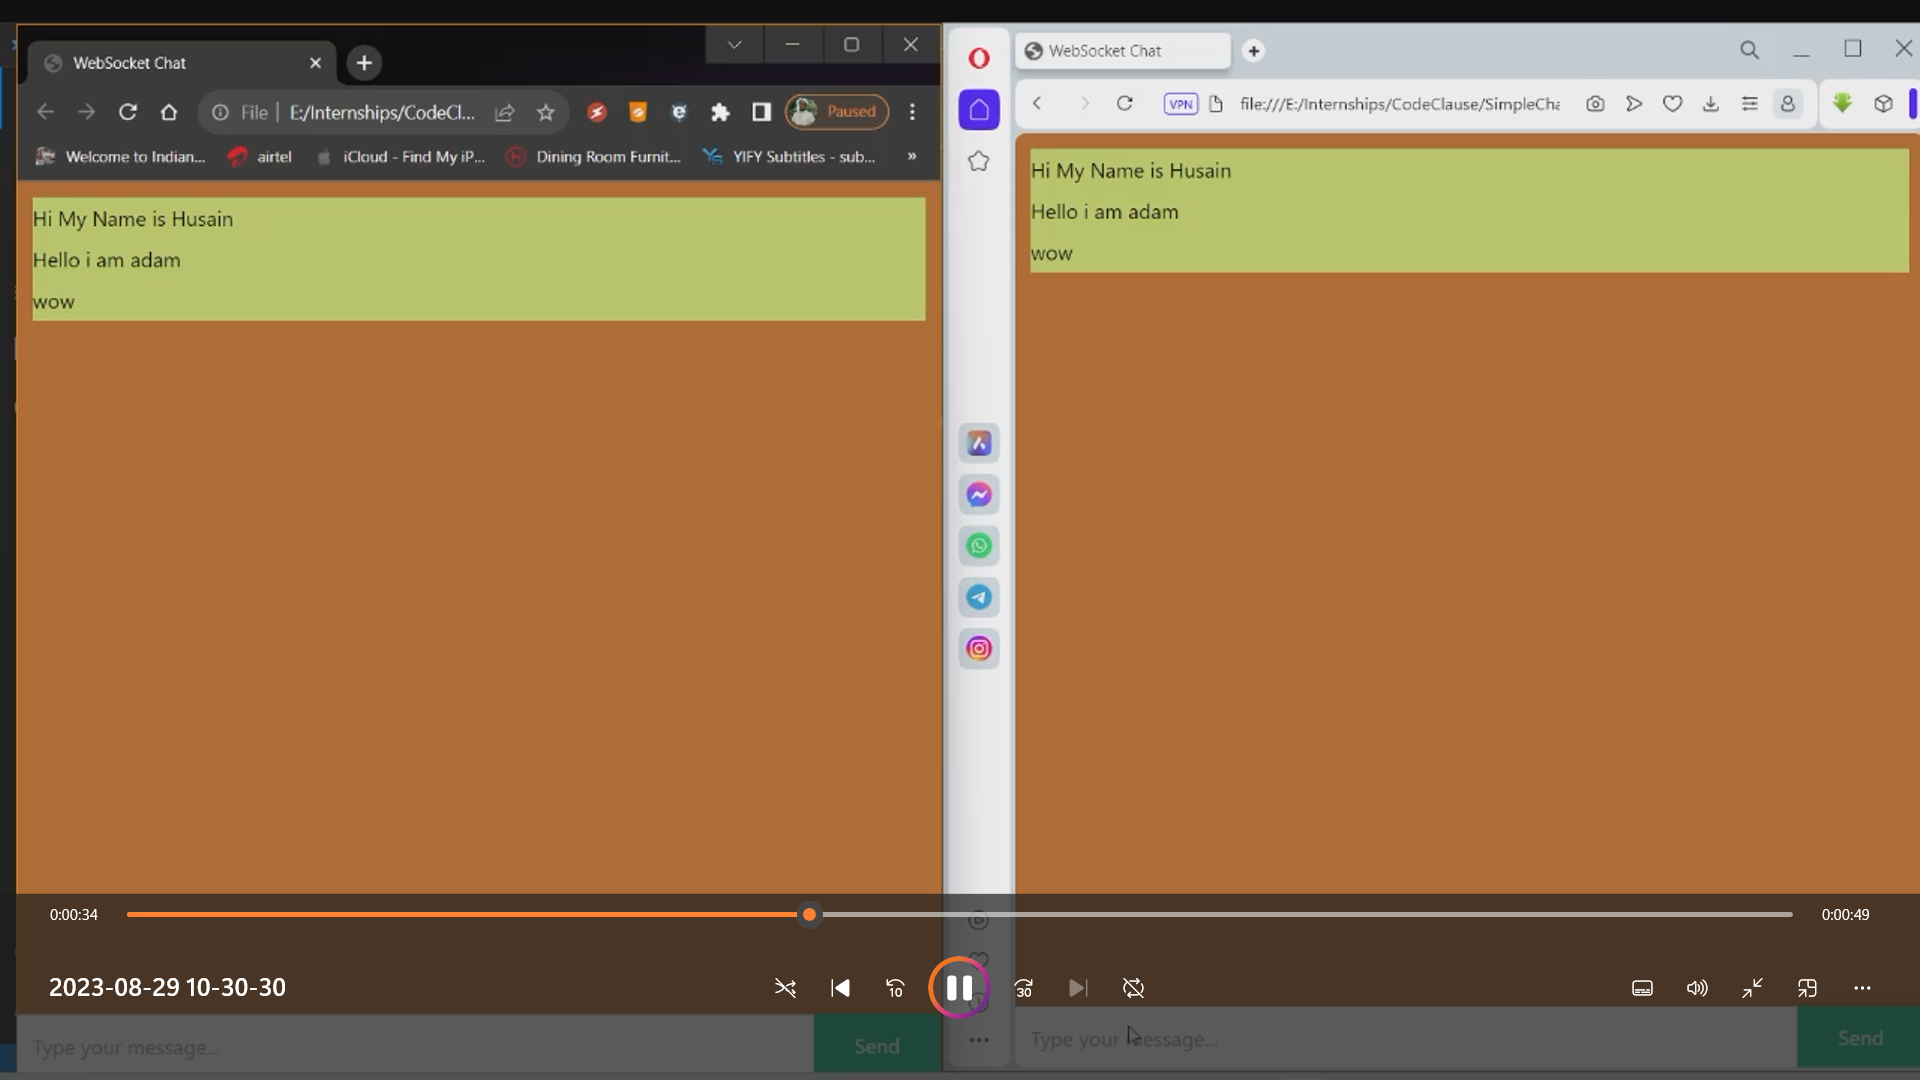 WebSocket Chat
File
E:/Internships/CodeCl...
Paused
Welcome to Indian...
airtel
iCloud - Find My iP...
Dining Room Furnit...
YIFY Subtitles - sub...
»
Hi My Name is Husain
Hello i am adam
wow
WebSocket Chat
VPN
file:///E:/Internships/CodeClause/SimpleCha
Hi My Name is Husain
Hello i am adam
wow
0:00:34
0:00:49
2023-08-29 10-30-30
10
30
Type your message...
Send
Type your message...
Send